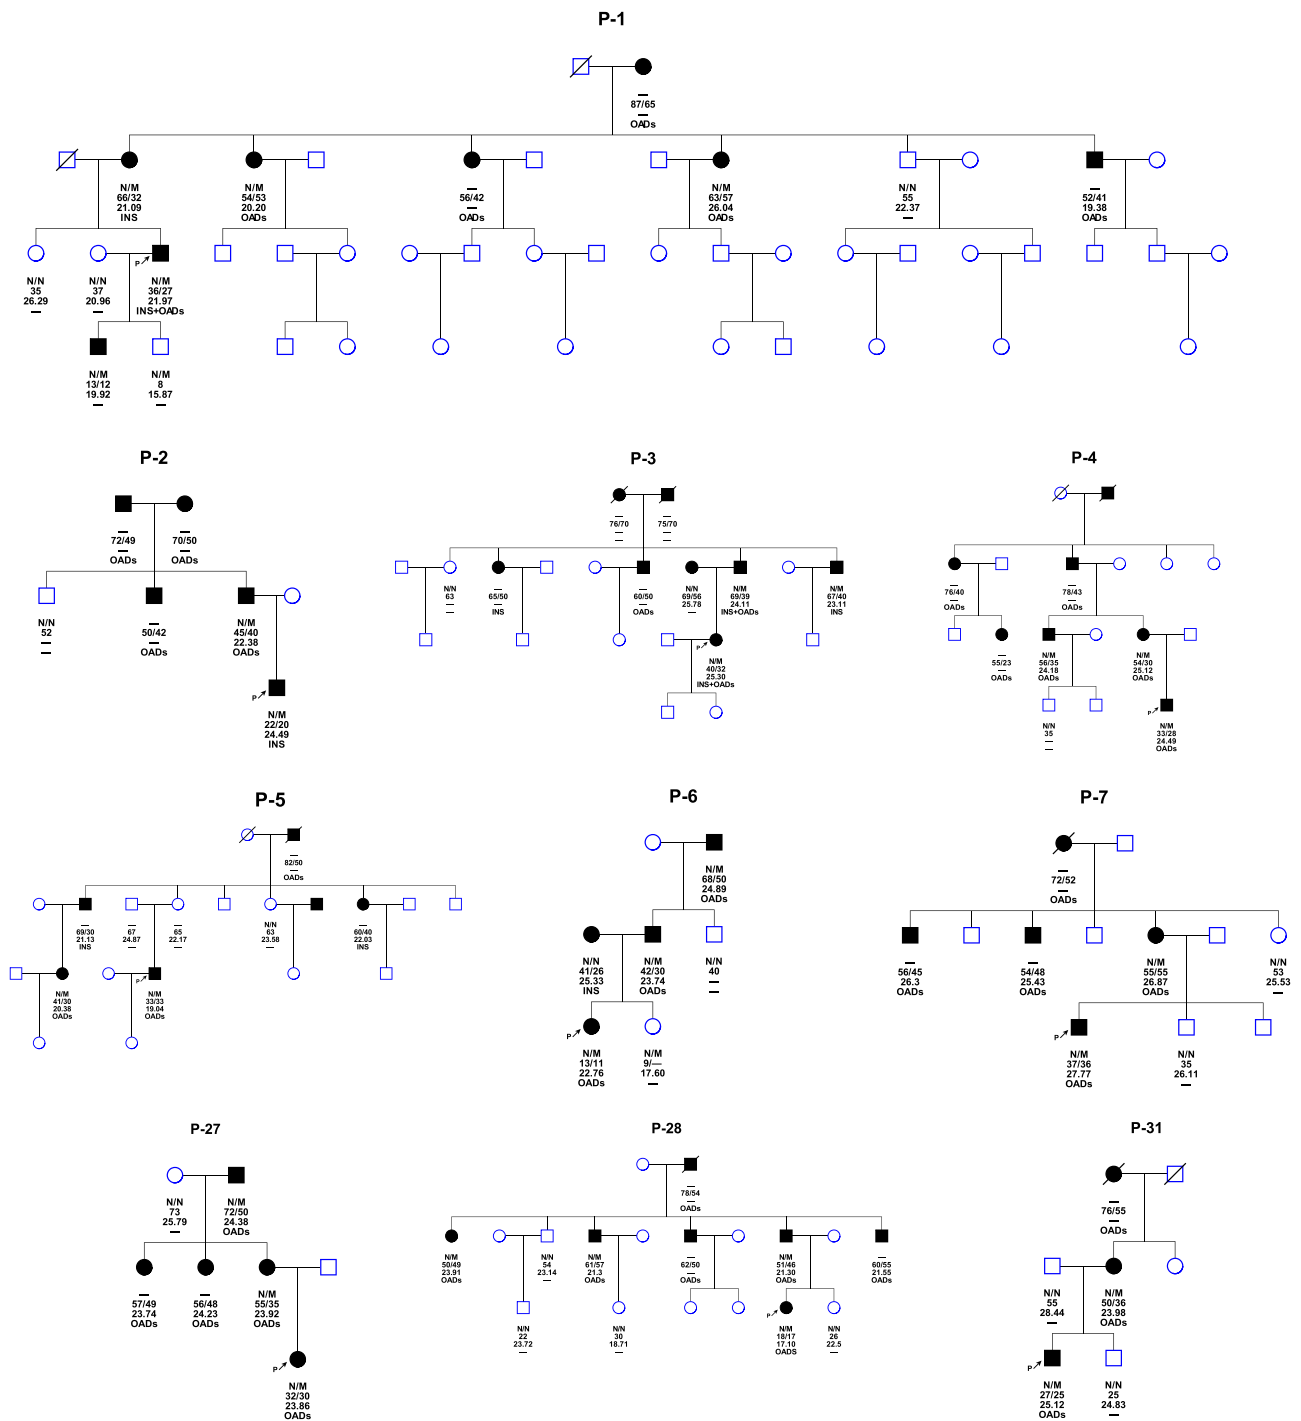 P-1
—
87/65
—
OADs
N/M
66/32
21.09
INS
N/M
54/53
20.20
OADs
—
56/42
—
OADs
N/M
63/57
26.04
OADs
N/N
55
22.37
—
—
52/41
19.38
OADs
P
N/N
35
26.29
—
N/N
37
20.96
—
N/M
36/27
21.97
INS+OADs
N/M
13/12
19.92
—
N/M
8
15.87
—
P-2
—
72/49
—
OADs
—
70/50
—
OADs
N/N
52
—
—
—
50/42
—
OADs
N/M
45/40
22.38
OADs
P
N/M
22/20
24.49
INS
P-3
—
76/70
—
—
—
75/70
—
—
N/N
63
—
—
—
65/50
—
INS
—
60/50
—
OADs
N/N
69/56
25.78
—
N/M
69/39
24.11
INS+OADs
N/M
67/40
23.11
INS
P
N/M
40/32
25.30
INS+OADs
P-4
—
76/40
—
OADs
—
78/43
—
OADs
—
55/23
—
OADs
N/M
56/35
24.18
OADs
N/M
54/30
25.12
OADs
N/N
35
—
—
P
N/M
33/28
24.49
OADs
P-5
—
82/50
—
OADs
—
69/30
21.13
INS
—
67
24.87
—
—
65
22.17
—
N/N
63
23.58
—
—
60/40
22.03
INS
N/M
41/30
20.38
OADs
P
N/M
33/33
19.04
OADs
P-6
N/M
68/50
24.89
OADs
N/N
41/26
25.33
INS
N/M
42/30
23.74
OADs
N/N
40
—
—
P
N/M
13/11
22.76
OADs
N/M
9/—
17.60
—
P-7
—
72/52
—
OADs
—
56/45
26.3
OADs
—
54/48
25.43
OADs
N/M
55/55
26.87
OADs
N/N
53
25.53
—
P
N/M
37/36
27.77
OADs
N/N
35
26.11
—
P-27
N/N
73
25.79
—
N/M
72/50
24.38
OADs
—
57/49
23.74
OADs
—
56/48
24.23
OADs
N/M
55/35
23.92
OADs
P
N/M
32/30
23.86
OADs
P-28
—
78/54
—
OADs
N/M
50/49
23.91
OADs
N/N
54
23.14
—
N/M
61/57
21.3
OADs
—
62/50
—
OADs
N/M
51/46
21.30
OADs
—
60/55
21.55
OADs
N/N
22
23.72
—
N/N
30
18.71
—
P
N/M
18/17
17.10
OADS
N/N
26
22.5
—
P-31
—
76/55
—
OADs
N/N
55
28.44
—
N/M
50/36
23.98
OADs
P
N/M
27/25
25.12
OADs
N/N
25
24.83
—